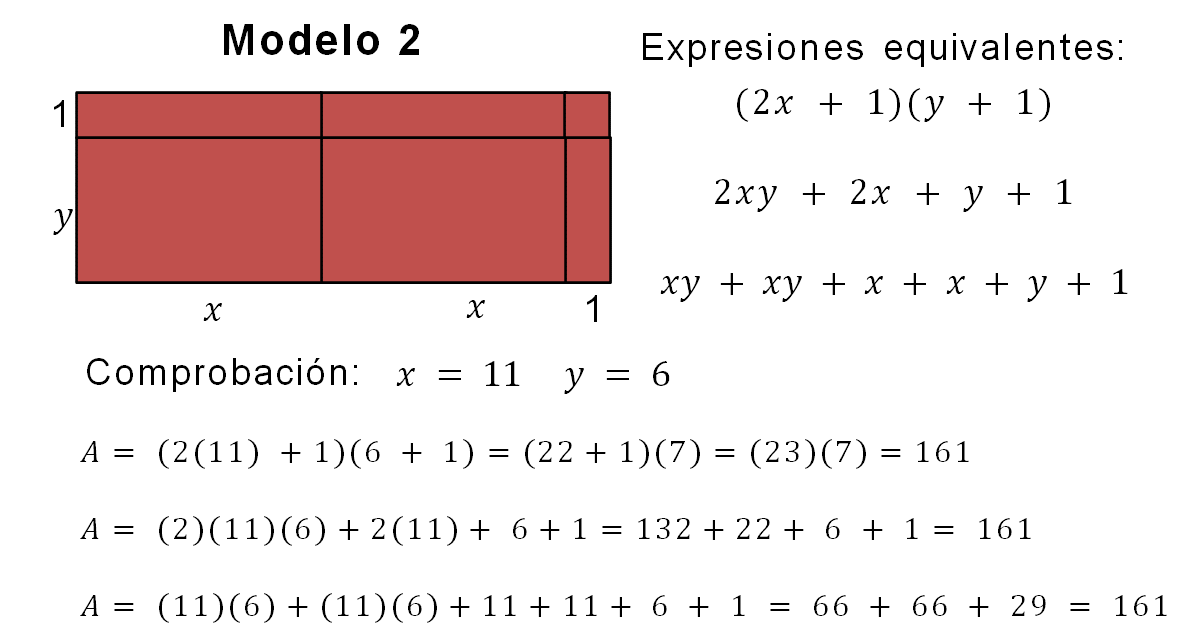 Modelo 2
1
y
x x 1
Expresiones equivalentes:
(2x + 1)(y + 1)
2xy + 2x + y + 1
xy + xy + x + x + y + 1
Comprobación: x = 11 y = 6
A = (2(11) + 1)(6 + 1) = (22 + 1)(7) = (23)(7) = 161
A = (2)(11)(6) + 2(11) + 6 + 1 = 132 + 22 + 6 + 1 = 161
A = (11)(6) + (11)(6) + 11 + 11 + 6 + 1 = 66 + 66 + 29 = 161